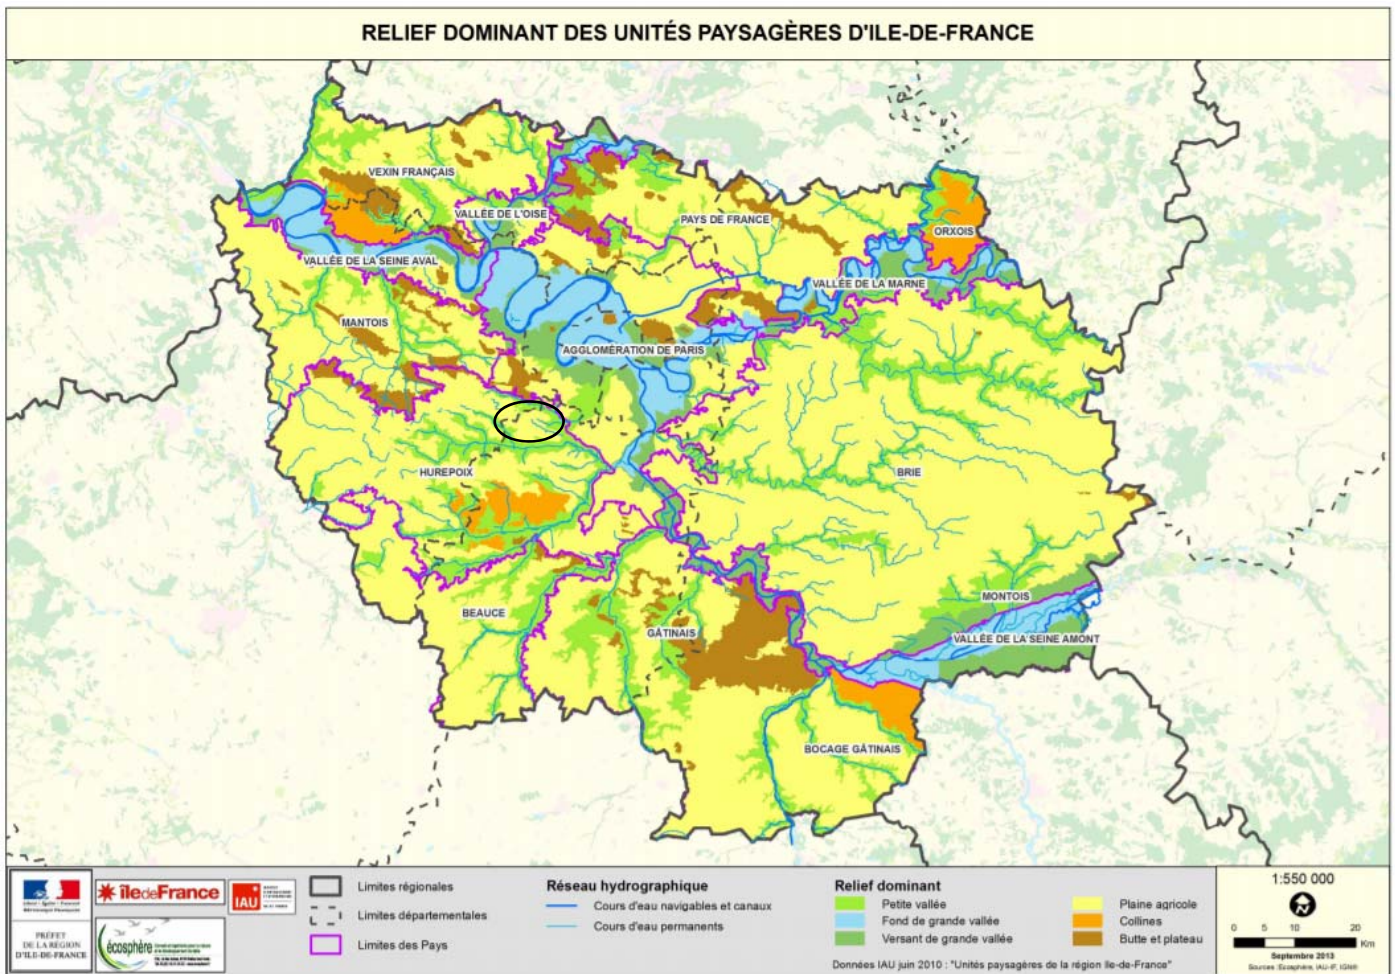 RELIEF DOMINANT DES UNITÉS PAYSAGÈRES D'ILE-DE-FRANCE
VEXIN FRANÇAIS
VALLÉE DE L'OISE
PAYS DE FRANCE
ORXOIS
VALLÉE DE LA SEINE AVAL
VALLÉE DE LA MARNE
MANTOIS
AGGLOMÉRATION DE PARIS
HUREPOIX
BRIE
MONTOIS
BEAUCE
GÂTINAIS
VALLÉE DE LA SEINE AMONT
BOCAGE GÂTINAIS
îledeFrance
IAU
PRÉFET
DE LA RÉGION
D'ILE-DE-FRANCE
écosphère
Limites régionales
Limites départementales
Limites des Pays
Réseau hydrographique
Cours d'eau navigables et canaux
Cours d'eau permanents
Relief dominant
Petite vallée
Fond de grande vallée
Versant de grande vallée
Plaine agricole
Collines
Butte et plateau
Données IAU juin 2010 : "Unités paysagères de la région Ile-de-France"
1:550 000
0 5 10 20
Km
Septembre 2013
Sources : Ecosphère, IAU-IF, IGN®